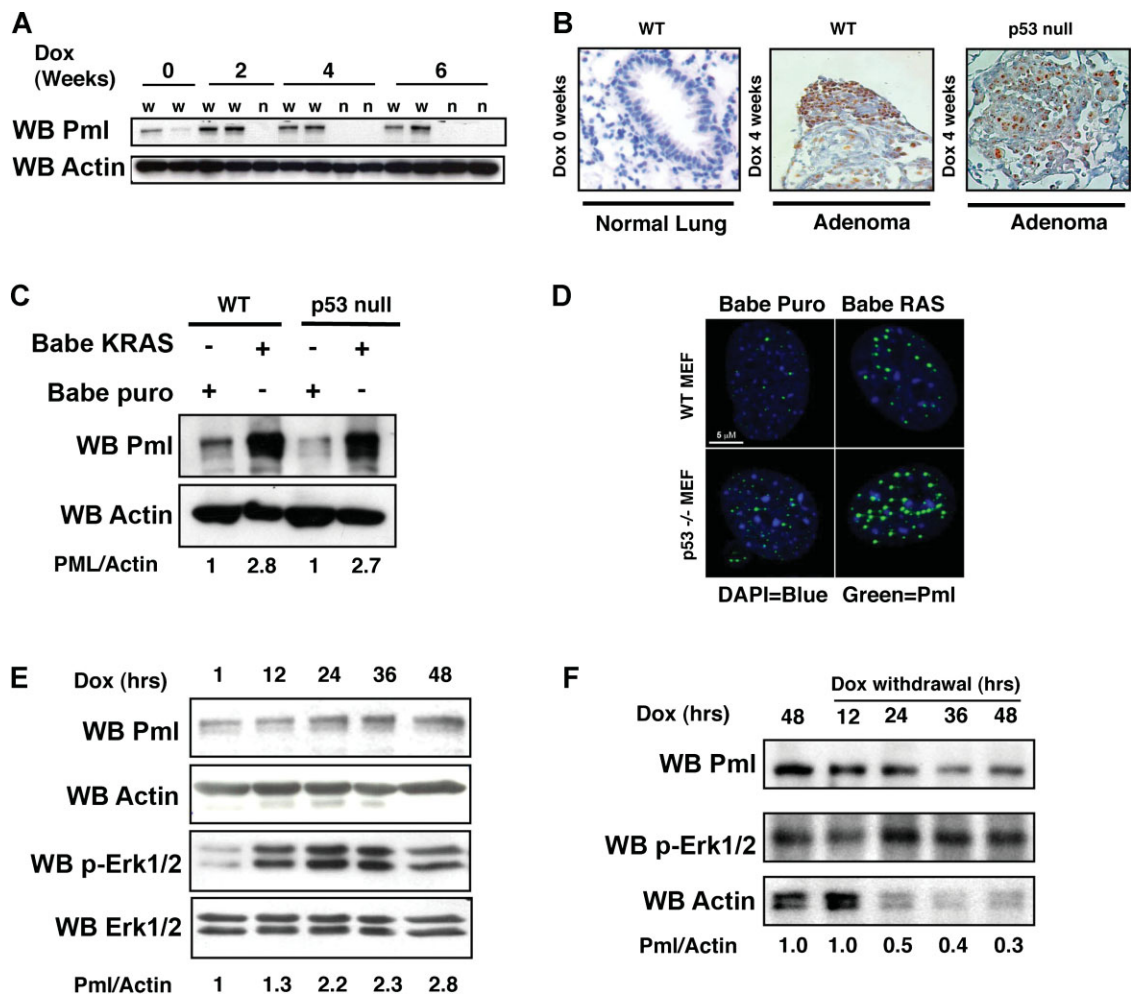 A
Dox
(Weeks)
0 2 4 6
w w w w n w w n n w w n n
WB Pml
WB Actin
B
WT WT p53 null
Dox 0 weeks
Dox 4 weeks
Dox 4 weeks
Normal Lung Adenoma Adenoma
C
WT p53 null
Babe KRAS - + - +
Babe puro + - + -
WB Pml
WB Actin
PML/Actin 1 2.8 1 2.7
D
Babe Puro Babe RAS
WT MEF
5 µM
p53 -/- MEF
DAPI=Blue Green=Pml
E
Dox (hrs) 1 12 24 36 48
WB Pml
WB Actin
WB p-Erk1/2
WB Erk1/2
Pml/Actin 1 1.3 2.2 2.3 2.8
F
Dox withdrawal (hrs)
Dox (hrs) 48 12 24 36 48
WB Pml
WB p-Erk1/2
WB Actin
Pml/Actin 1.0 1.0 0.5 0.4 0.3